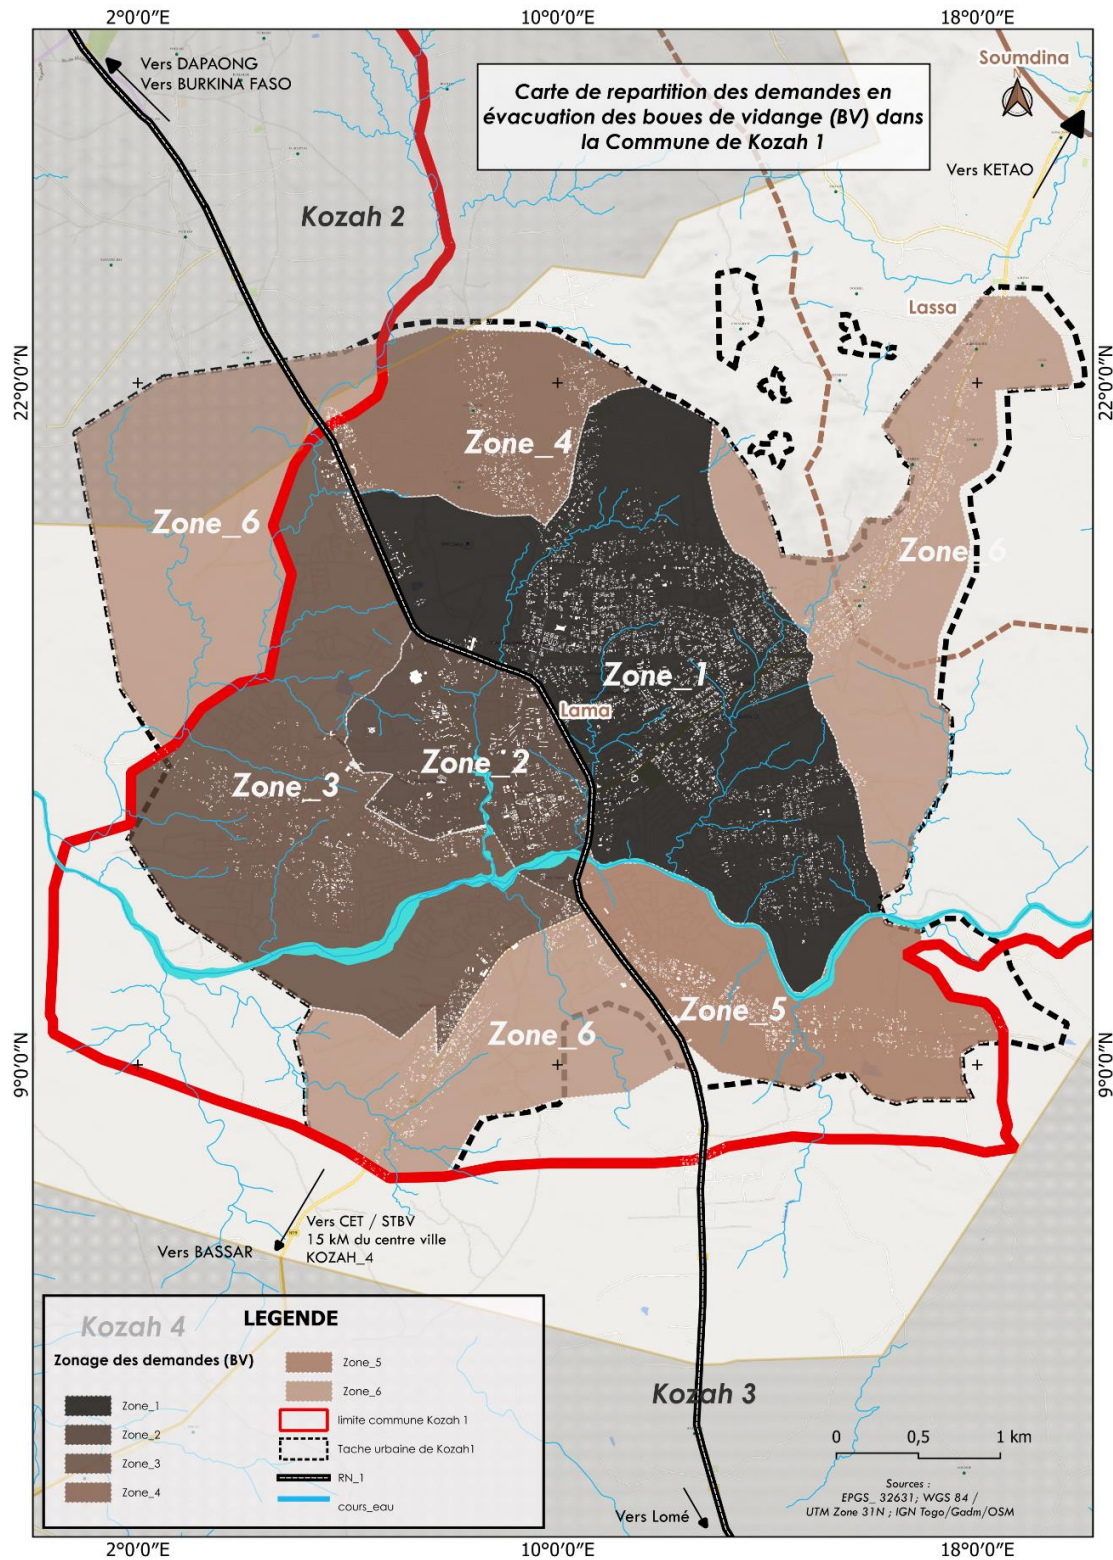 2°0'0"E
10°0'0"E
18°0'0"E
Vers DAPAONG
Vers BURKINA FASO
Soumdina
N
Carte de repartition des demandes en
évacuation des boues de vidange (BV) dans
la Commune de Kozah 1
Vers KETAO
Kozah 2
Lassa
22°0'0"N
22°0'0"N
Zone_4
Zone_6
Zone_6
Zone_1
Lama
Zone_2
Zone_3
Zone_5
Zone_6
9°0'0"N
9°0'0"N
Vers CET / STBV
15 kM du centre ville
KOZAH_4
Vers BASSAR
Kozah 4
LEGENDE
Zonage des demandes (BV)
Zone_1
Zone_2
Zone_3
Zone_4
Zone_5
Zone_6
limite commune Kozah 1
Tache urbaine de Kozah1
RN_1
cours_eau
Kozah 3
0
0,5
1 km
Sources :
EPGS_ 32631; WGS 84 /
UTM Zone 31N ; IGN Togo/Gadm/OSM
Vers Lomé
2°0'0"E
10°0'0"E
18°0'0"E